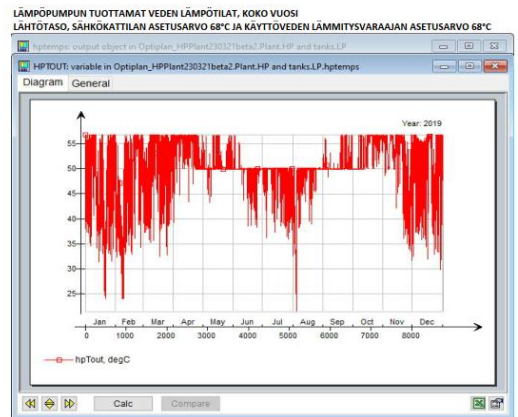 LÄMPÖPUMPUN TUOTTAMAT VEDEN LÄMPÖTILAT, KOKO VUOSI
LÄHTÖTASO, SÄHKÖKATTILAN ASETUSARVO 68°C JA KÄYTTÖVEDEN LÄMMITYSVARAAJAN ASETUSARVO 68°C
hptemps: output object in Optiplan_HPPlant230321beta2.Plant.HP and tanks.LP
HPTOUT: variable in Optiplan_HPPlant230321beta2.Plant.HP and tanks.LP.hptemps
Diagram General
Year: 2019
55
50
45
40
35
30
25
Jan Feb Mar Apr May Jun Jul Aug Sep Oct Nov Dec
0 1000 2000 3000 4000 5000 6000 7000 8000
hpTout, degC
Calc Compare